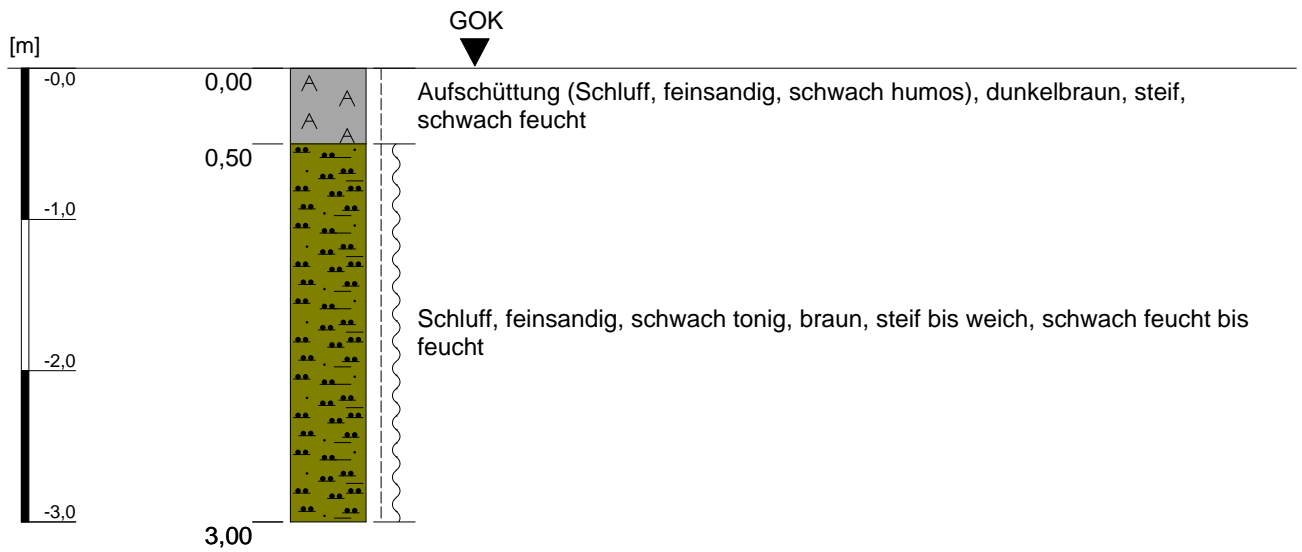 GOK
[m]
-0,0
0,00
Aufschüttung (Schluff, feinsandig, schwach humos), dunkelbraun, steif,
schwach feucht
0,50
-1,0
Schluff, feinsandig, schwach tonig, braun, steif bis weich, schwach feucht bis
feucht
-2,0
-3,0
3,00